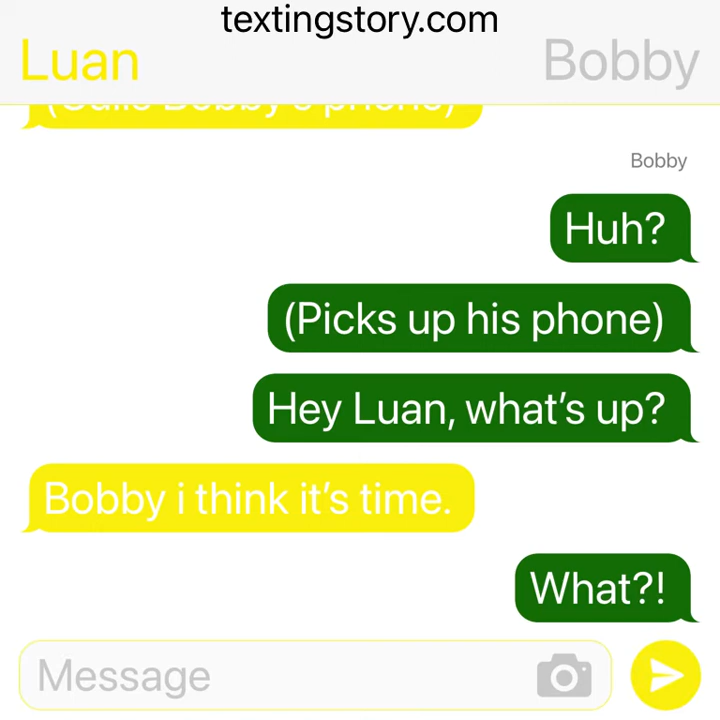 textingstory.com
Luan
Bobby
Bobby
Huh?
(Picks up his phone)
Hey Luan, what’s up?
Bobby i think it’s time.
What?!
Message